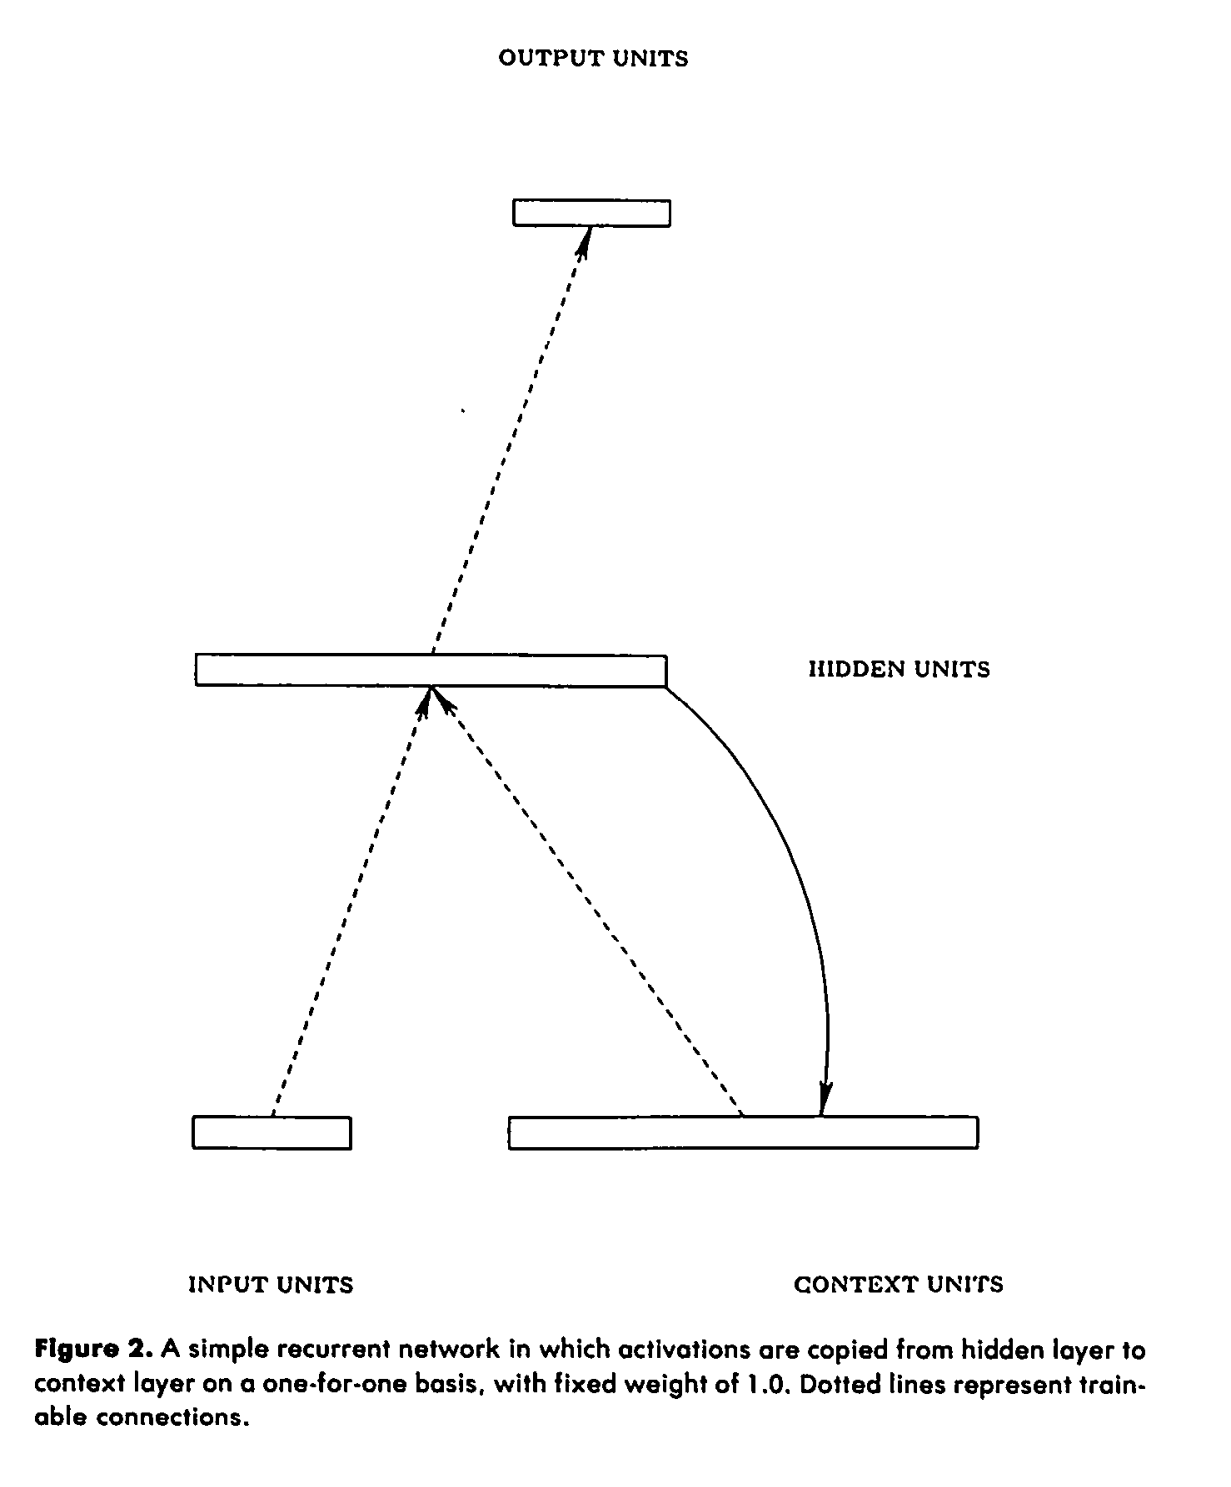 OUTPUT UNITS
HIDDEN UNITS
INPUT UNITS
CONTEXT UNITS
Figure 2. A simple recurrent network in which activations are copied from hidden layer to
context layer on a one-for-one basis, with fixed weight of 1.0. Dotted lines represent train-
able connections.